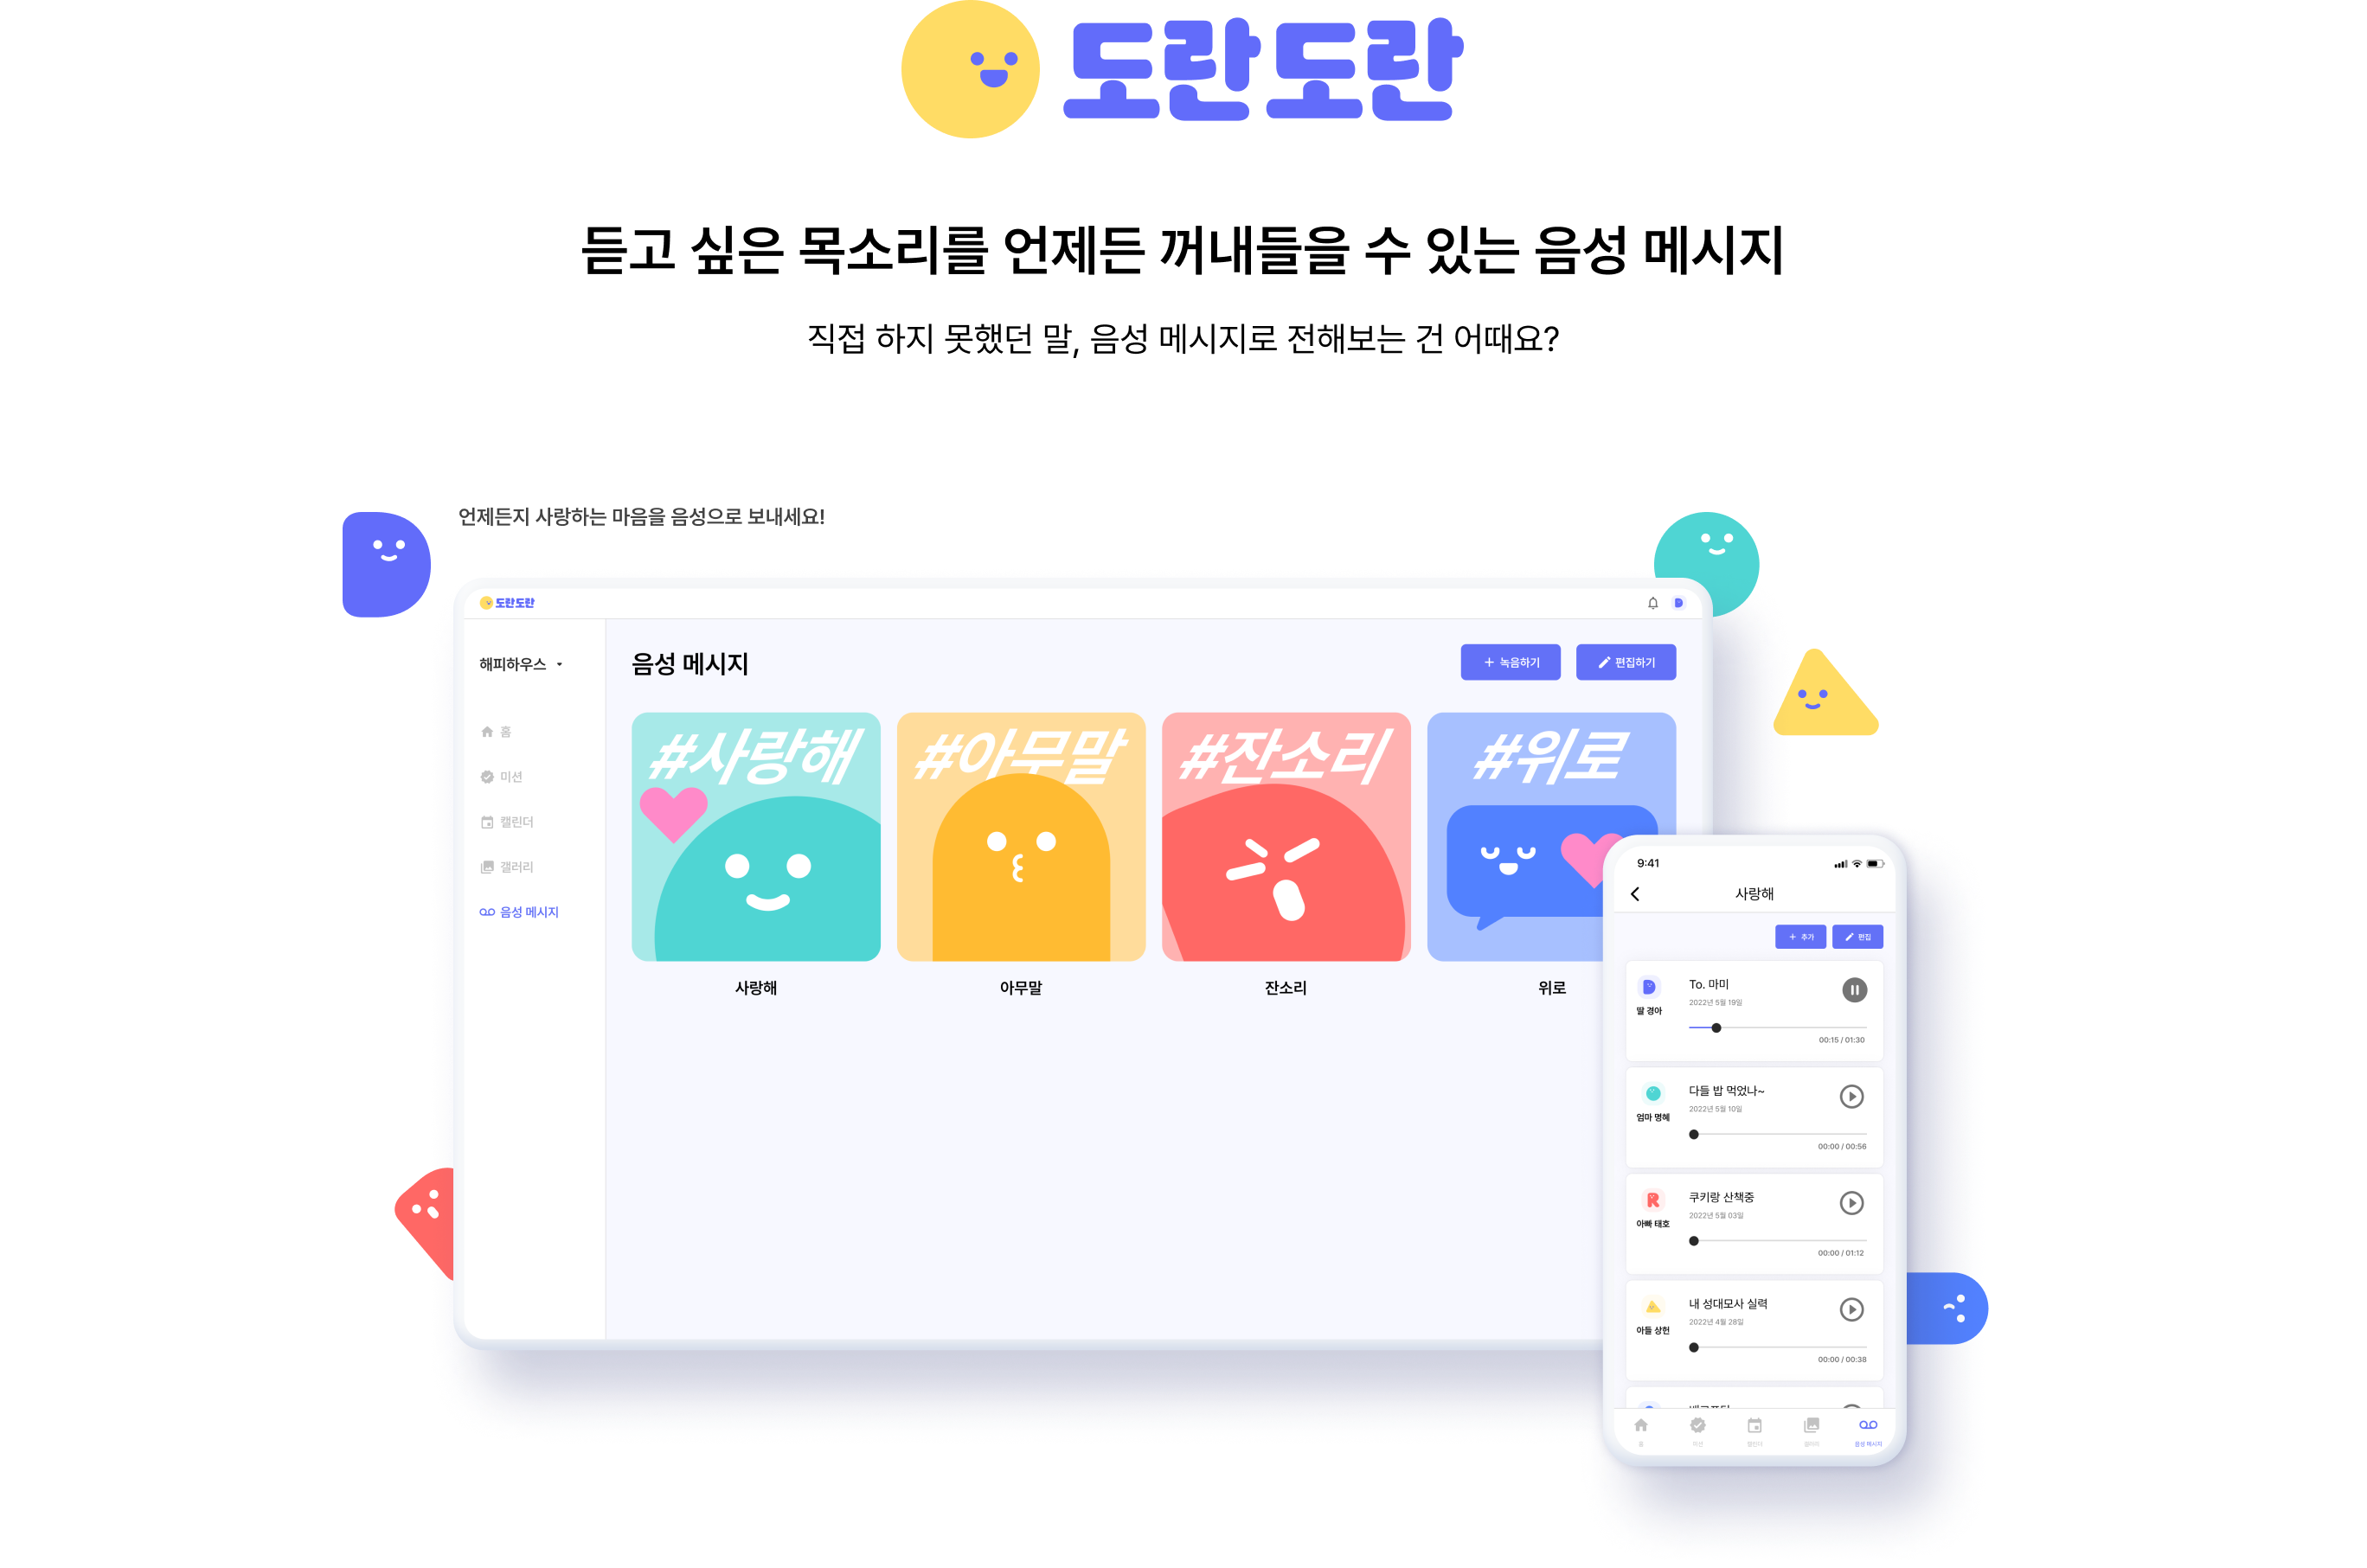 도란도란
듣고 싶은 목소리를 언제든 꺼내들을 수 있는 음성 메시지
직접 하지 못했던 말, 음성 메시지로 전해보는 건 어때요?
언제든지 사랑하는 마음을 음성으로 보내세요!
도란도란
해피하우스
홈
미션
캘린더
갤러리
음성 메시지
음성 메시지
+ 녹음하기
편집하기
#사랑해
#아무말
#잔소리
#위로
사랑해
아무말
잔소리
위로
9:41
사랑해
+ 추가
편집
To. 마미
2022년 5월 19일
딸 경아
00:15 / 01:30
다들 밥 먹었나~
2022년 5월 10일
엄마 명혜
00:00 / 00:56
쿠키랑 산책중
2022년 5월 03일
아빠 태호
00:00 / 01:12
내 성대모사 실력
2022년 4월 28일
아들 상헌
00:00 / 00:38
홈
미션
캘린더
갤러리
음성 메시지